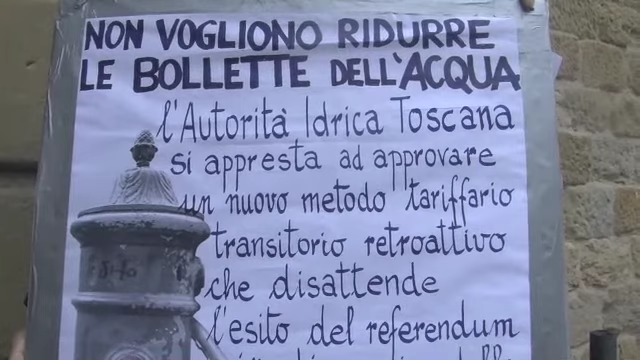 NON VOGLIONO RIDURRE
LE BOLLETTE DELL'ACQUA
l'Autorità Idrica Toscana
si appresta ad approvare
un nuovo metodo tariffario
transitorio retroattivo
che disattende
l'esito del referendum